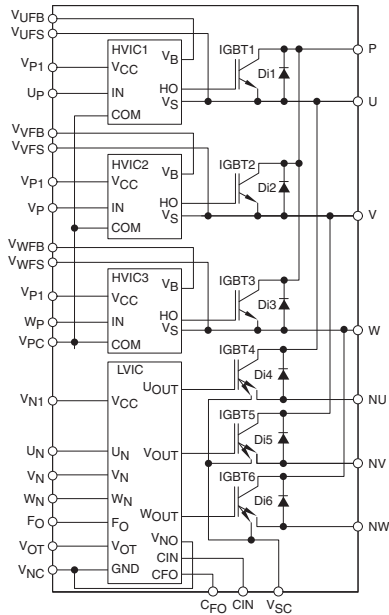 VUFB
VUFS
VP1
UP
HVIC1
VCC
IN
COM
VB
HO
VS
IGBT1
Di1
P
U
VVFB
VVFS
VP1
VP
HVIC2
VCC
IN
COM
VB
HO
VS
IGBT2
Di2
V
VWFB
VWFS
VP1
WP
VPC
HVIC3
VCC
IN
COM
VB
HO
VS
IGBT3
Di3
W
LVIC
VN1
VCC
UOUT
IGBT4
Di4
NU
UN
UN
VN
VN
VOUT
IGBT5
Di5
NV
WN
WN
FO
FO
WOUT
IGBT6
Di6
NW
VOT
VOT
VNO
VNC
GND
CIN
CFO
CFO
CIN
VSC